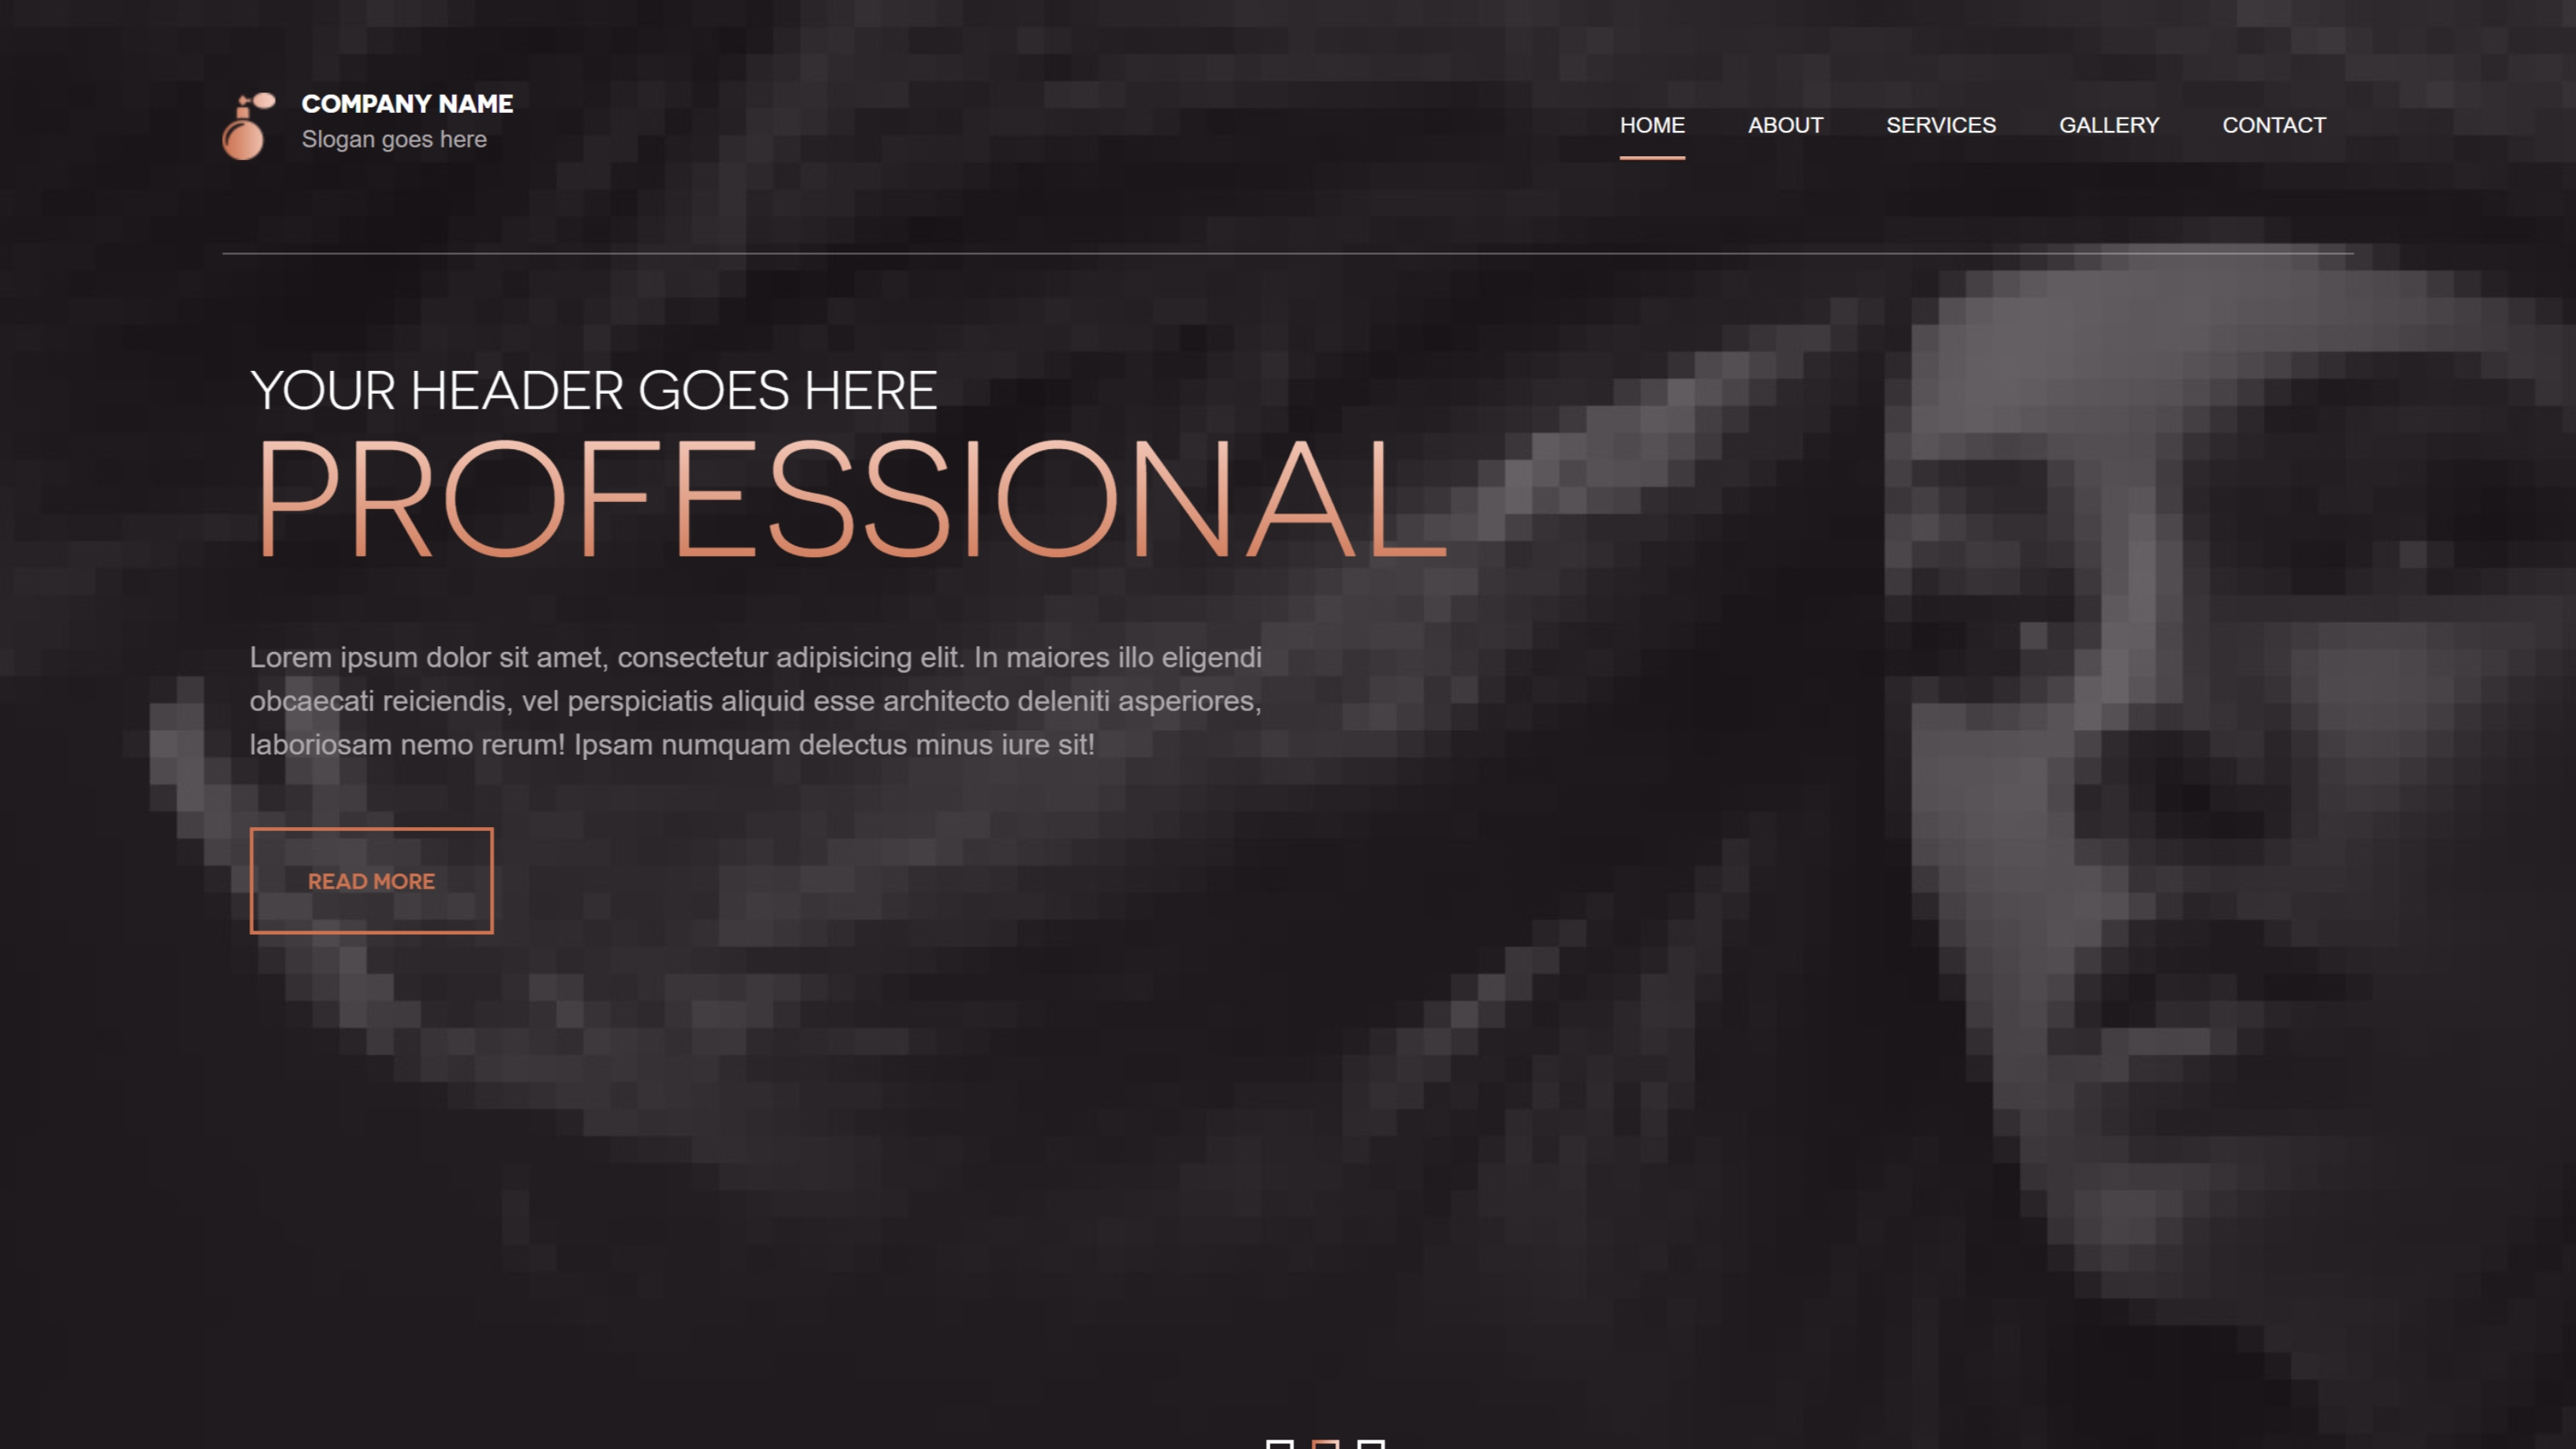 COMPANY NAME
Slogan goes here
HOME ABOUT SERVICES GALLERY CONTACT
YOUR HEADER GOES HERE
PROFESSIONAL
Lorem ipsum dolor sit amet, consectetur adipisicing elit. In maiores illo eligendi
obcaecati reiciendis, vel perspiciatis aliquid esse architecto deleniti asperiores,
laboriosam nemo rerum! Ipsam numquam delectus minus iure sit!
READ MORE